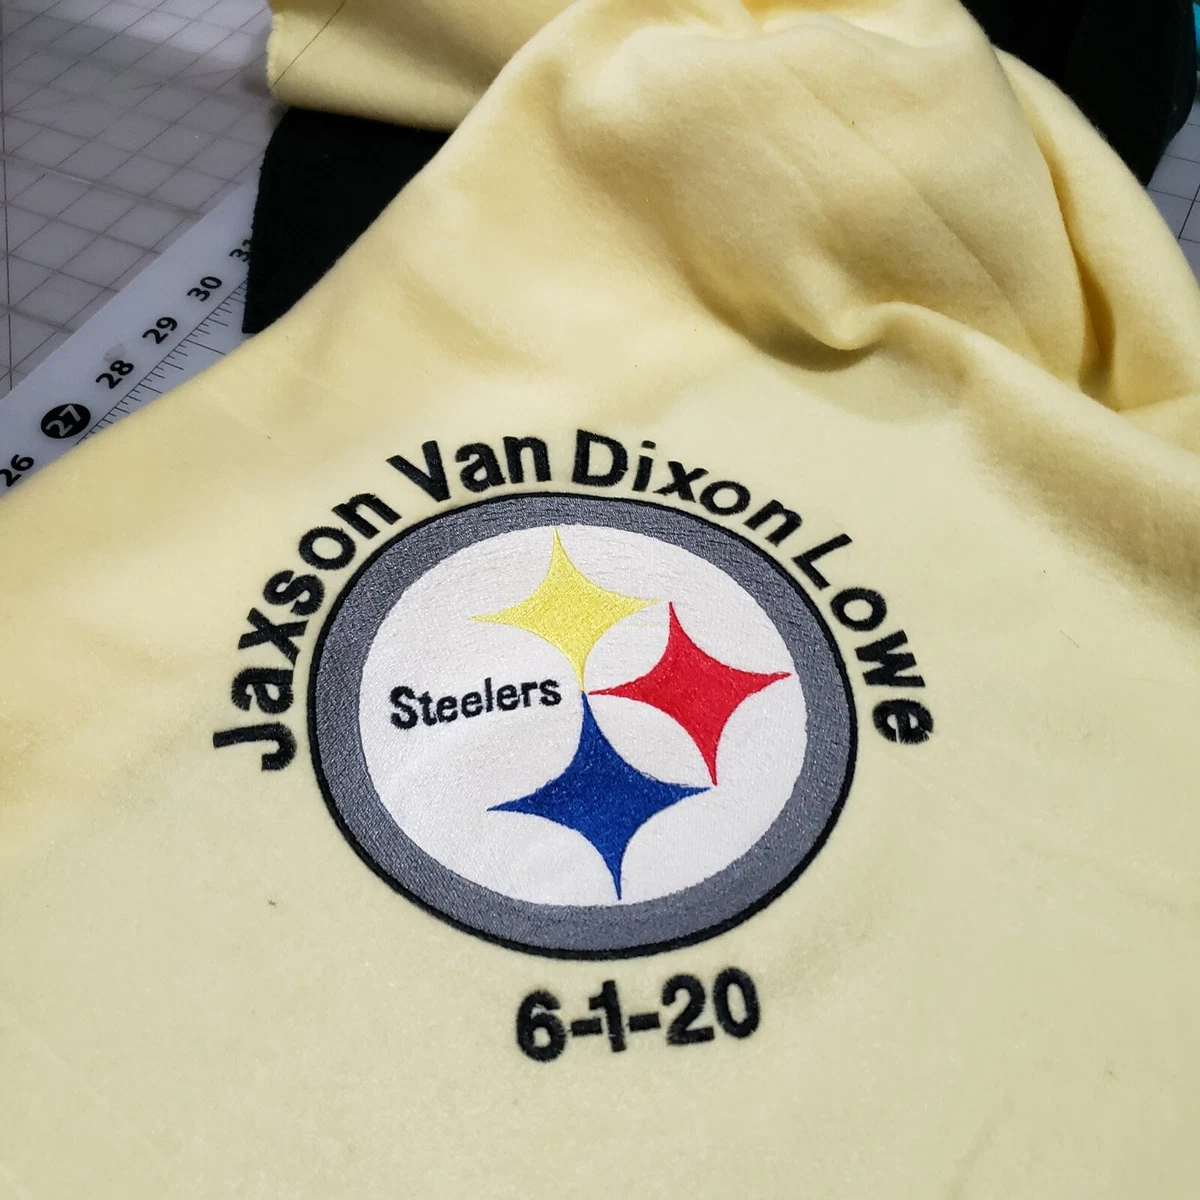 Jaxson Van Dixon Lowe
Steelers
6-1-20
26 27 28 29 30